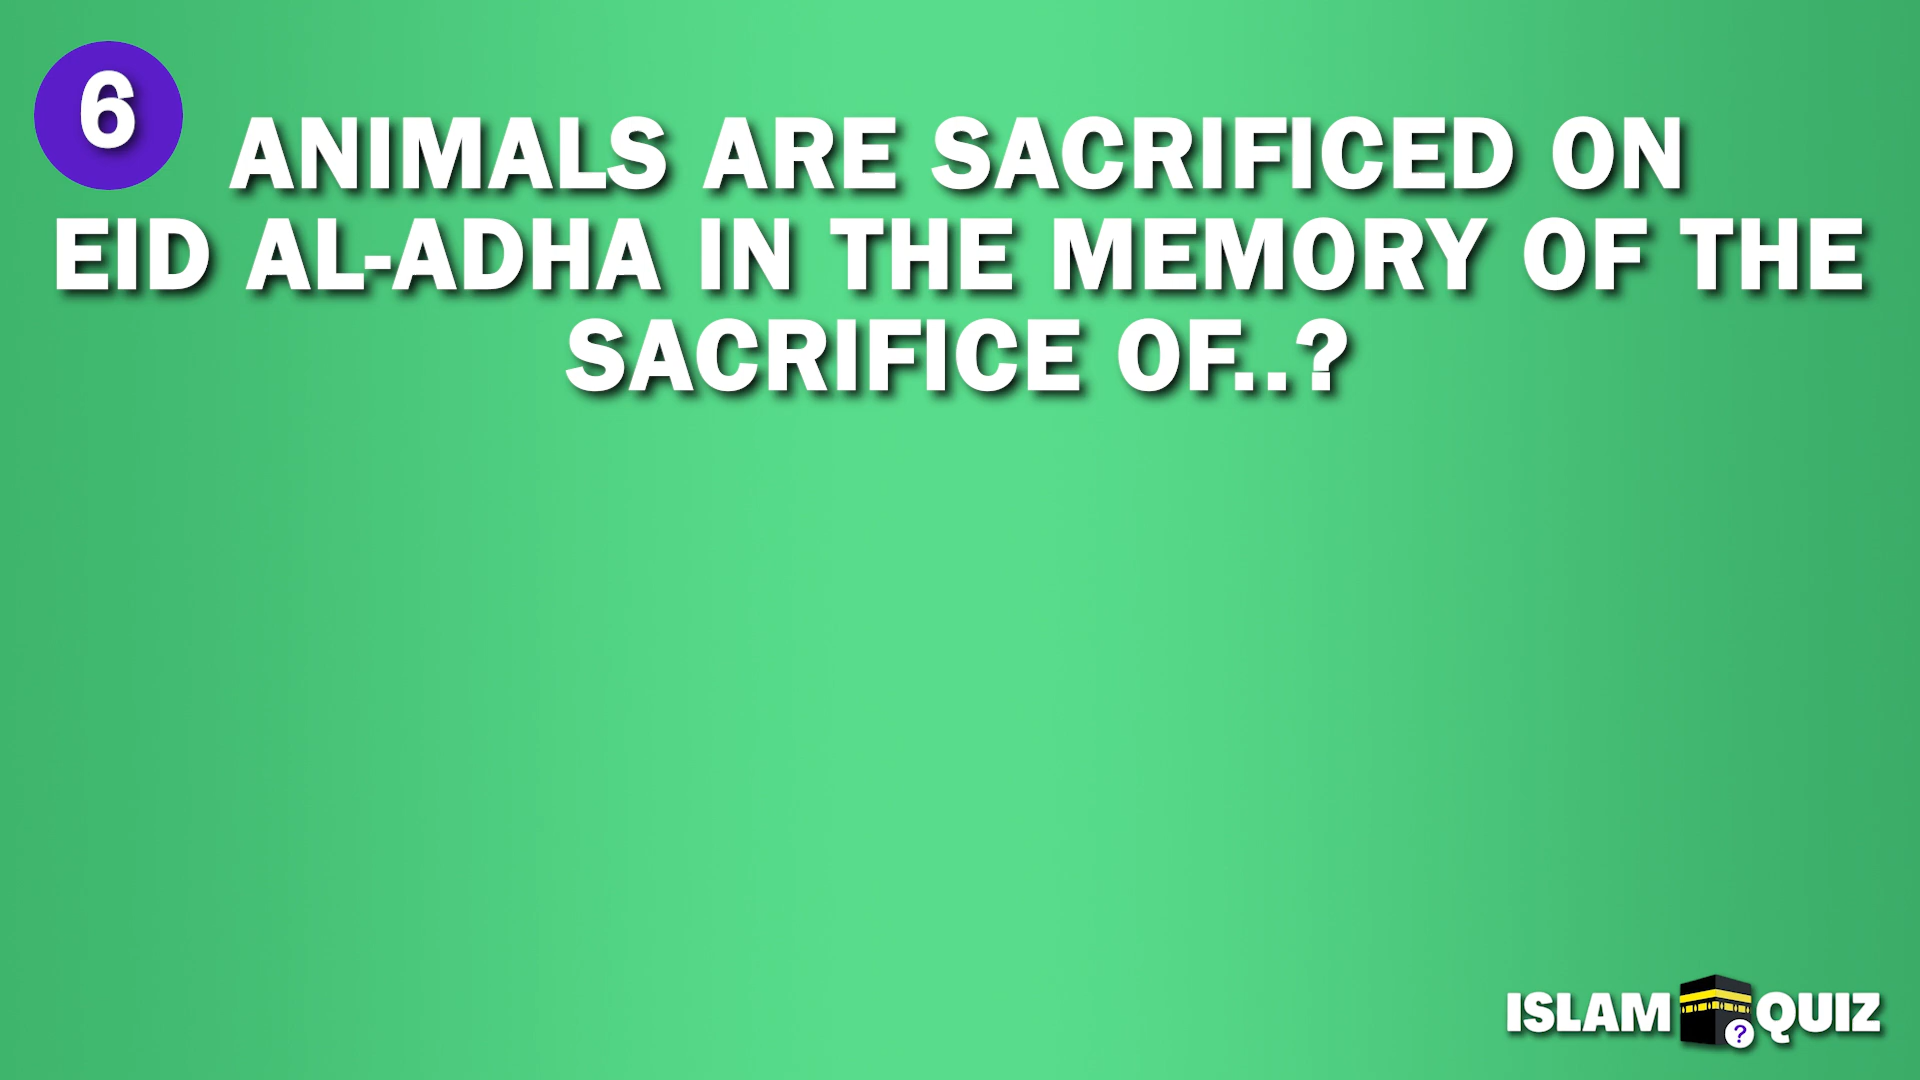 6
ANIMALS ARE SACRIFICED ON
EID AL-ADHA IN THE MEMORY OF THE
SACRIFICE OF..?
ISLAM ? QUIZ